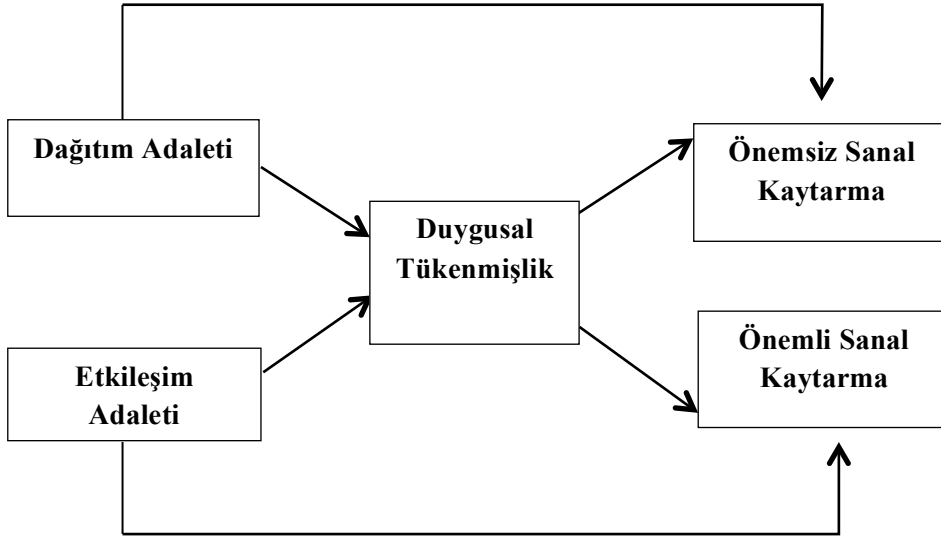 Dağıtım Adaleti
Önemsiz Sanal
Kaytarma
Duygusal
Tükenmişlik
Etkileşim
Adaleti
Önemli Sanal
Kaytarma